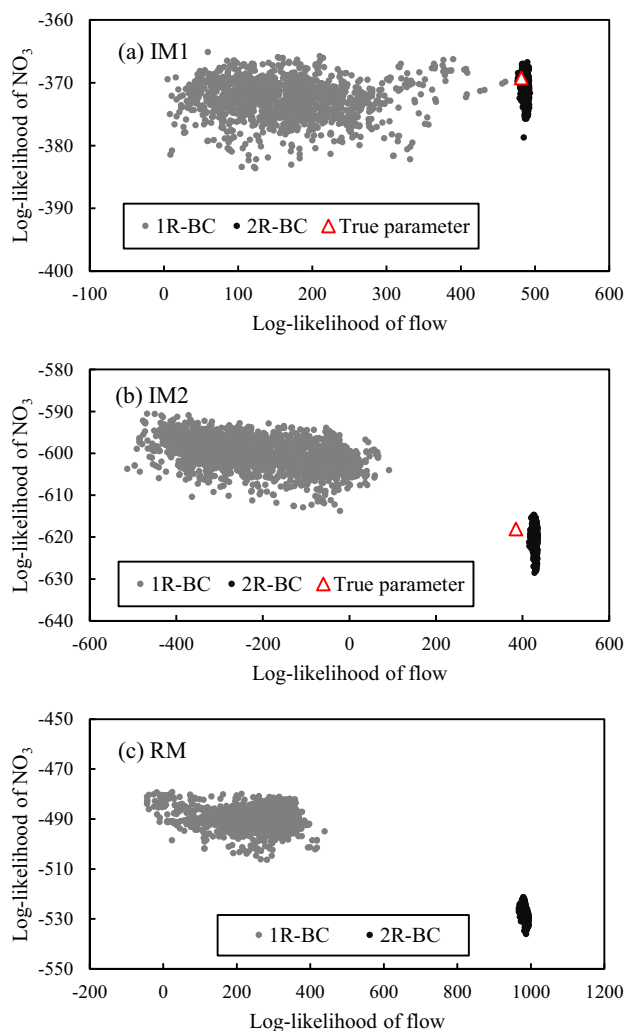 -360
(a) IM1
-370
-380
-390
1R-BC 2R-BC True parameter
-400
-100 0 100 200 300 400 500 600
Log-likelihood of NO3
Log-likelihood of flow
-580
(b) IM2
-590
-600
-610
-620
-630
1R-BC 2R-BC True parameter
-640
-600 -400 -200 0 200 400 600
Log-likelihood of NO3
Log-likelihood of flow
-450
(c) RM
-470
-490
-510
-530
1R-BC 2R-BC
-550
-200 0 200 400 600 800 1000 1200
Log-likelihood of NO3
Log-likelihood of flow